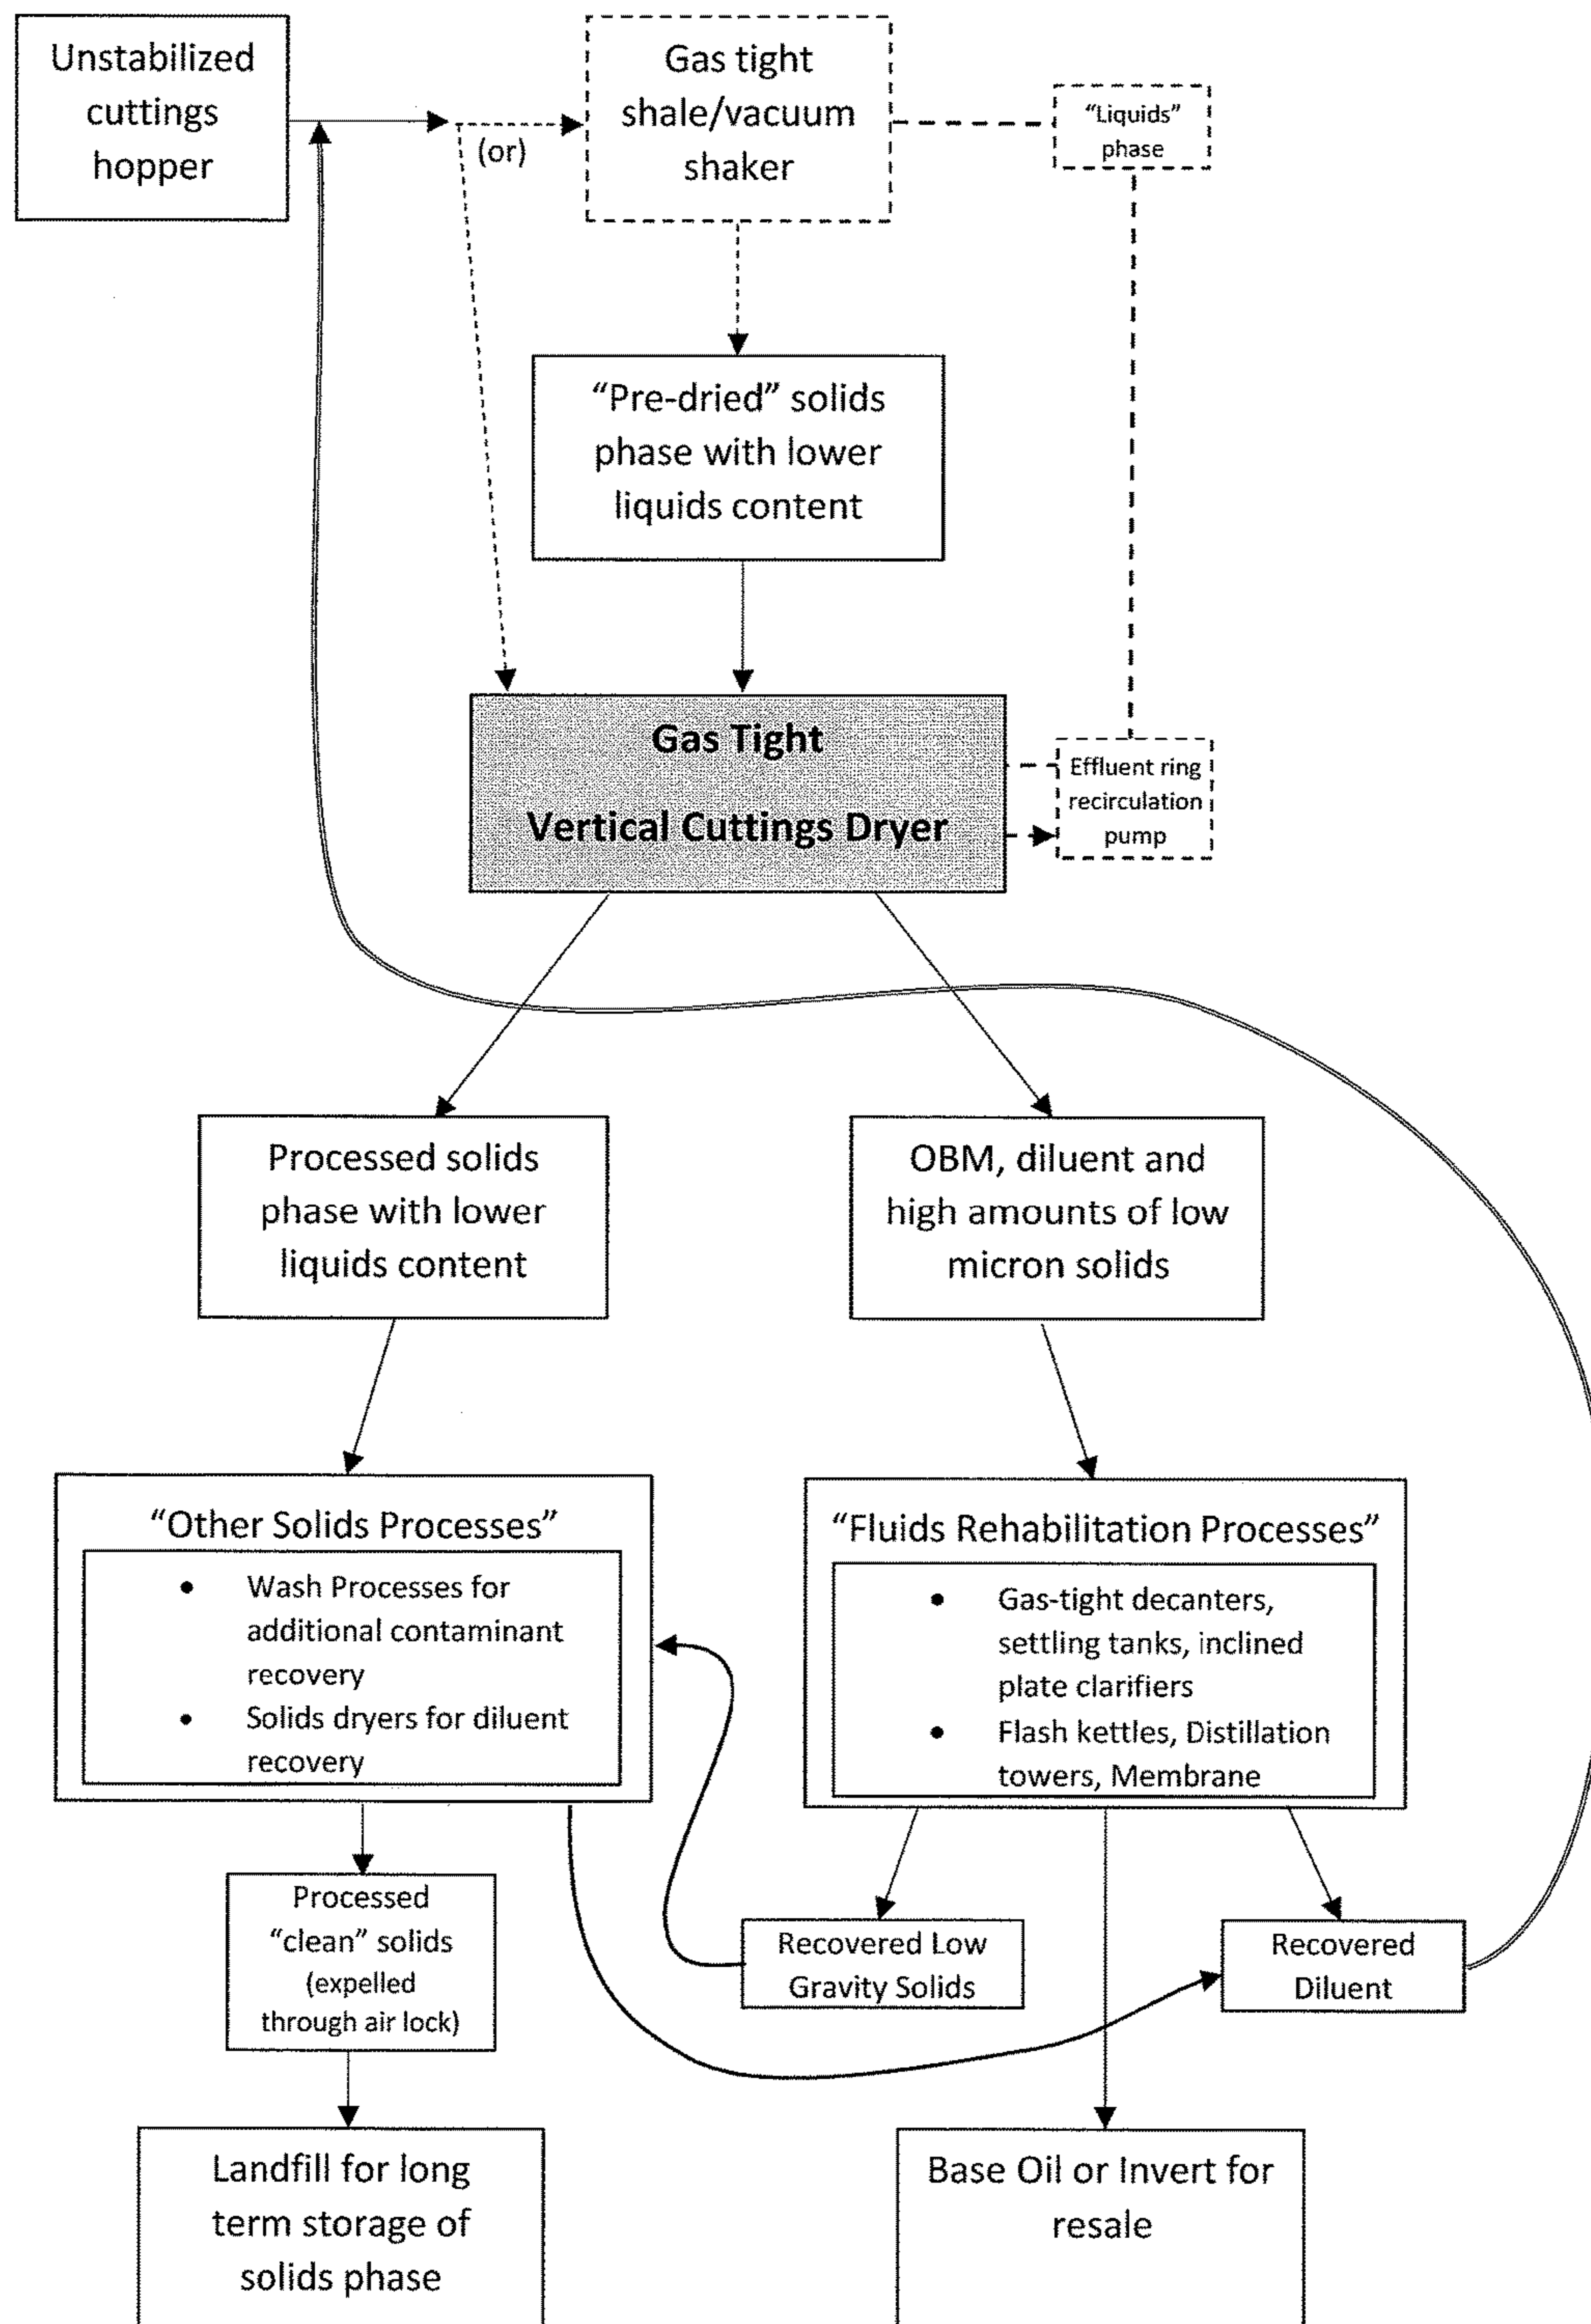 Unstabilized
cuttings
hopper
(or)
Gas tight
shale/vacuum
shaker
“Liquids”
phase
“Pre-dried” solids
phase with lower
liquids content
Gas Tight
Vertical Cuttings Dryer
Effluent ring
recirculation
pump
Processed solids
phase with lower
liquids content
OBM, diluent and
high amounts of low
micron solids
“Other Solids Processes”
• Wash Processes for
additional contaminant
recovery
• Solids dryers for diluent
recovery
“Fluids Rehabilitation Processes”
• Gas-tight decanters,
settling tanks, inclined
plate clarifiers
• Flash kettles, Distillation
towers, Membrane
Processed
“clean” solids
(expelled
through air lock)
Recovered Low
Gravity Solids
Recovered
Diluent
Landfill for long
term storage of
solids phase
Base Oil or Invert for
resale